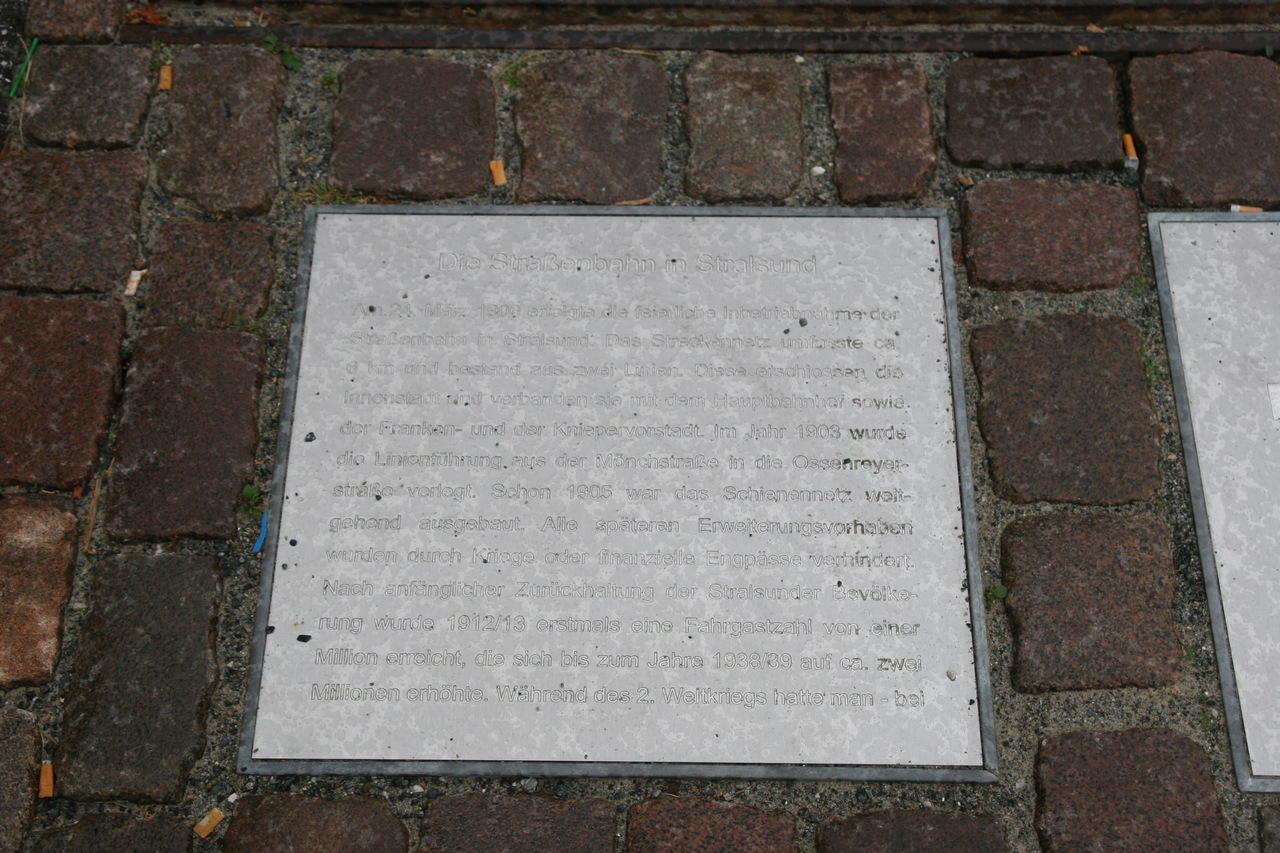 Die Straßenbahn in Stralsund
Am 24. März 1900 erfolgte die feierliche Inbetriebnahme der
Straßenbahn in Stralsund. Das Streckennetz umfasste ca.
6 km und bestand aus zwei Linien. Diese erschlossen die
Innenstadt und verbanden sie mit dem Hauptbahnhof sowie
der Franken- und der Kniepervorstadt. Im Jahr 1903 wurde
die Linienführung aus der Mönchstraße in die Ossenreyer-
straße verlegt. Schon 1905 war das Schienennetz weit-
gehend ausgebaut. Alle späteren Erweiterungsvorhaben
wurden durch Kriege oder finanzielle Engpässe verhindert.
Nach anfänglicher Zurückhaltung der Stralsunder Bevölke-
rung wurde 1912/13 erstmals eine Fahrgastzahl von einer
Million erreicht, die sich bis zum Jahre 1938/39 auf ca. zwei
Millionen erhöhte. Während des 2. Weltkriegs hatte man - bei